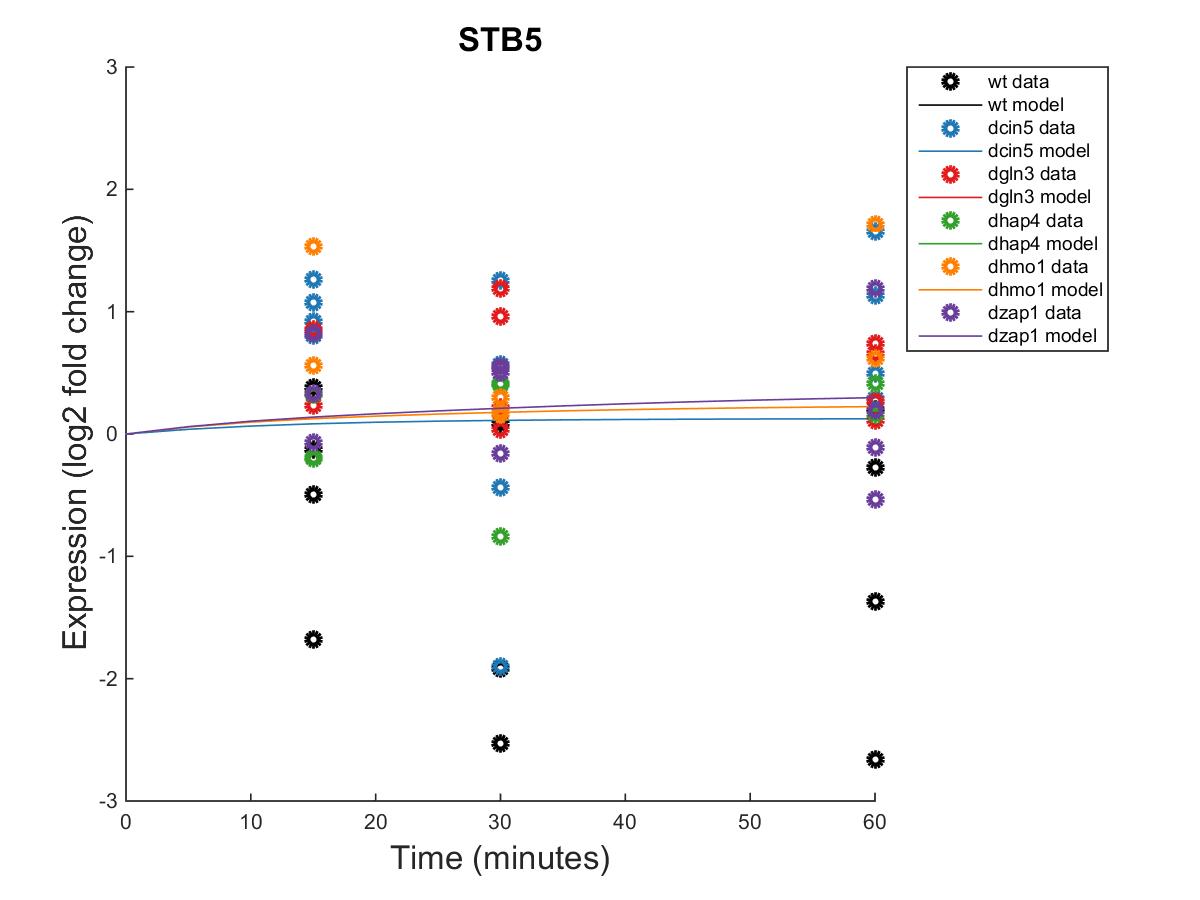 STB5
Expression (log2 fold change)
3
2
1
0
-1
-2
-3
0 10 20 30 40 50 60
Time (minutes)
wt data
wt model
dcin5 data
dcin5 model
dgln3 data
dgln3 model
dhap4 data
dhap4 model
dhmo1 data
dhmo1 model
dzap1 data
dzap1 model